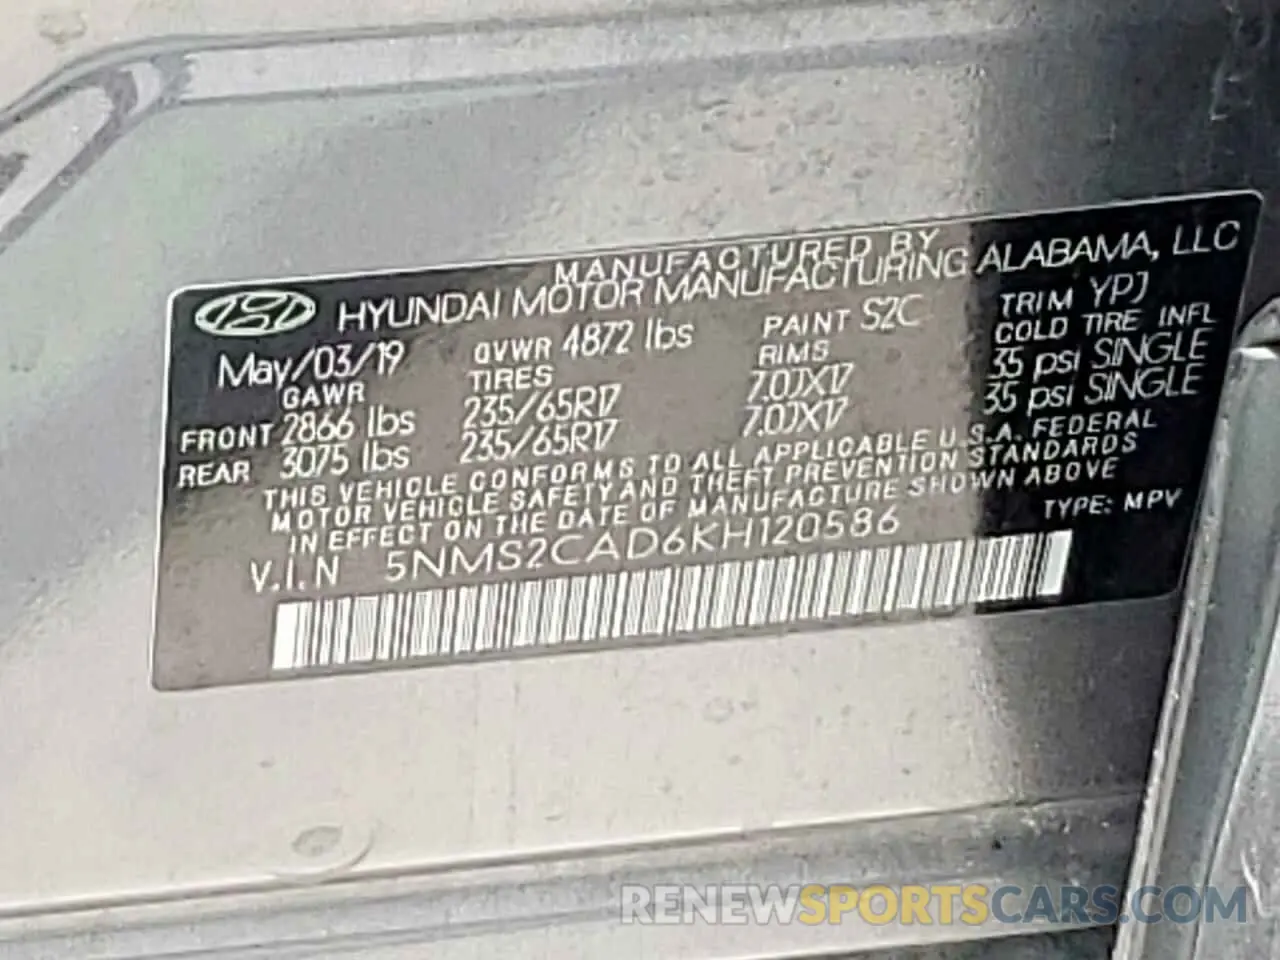 MANUFACTURED BY
HYUNDAI MOTOR MANUFACTURING ALABAMA, LLC
May/03/19 GVWR 4872 lbs PAINT S2C TRIM YPJ
GAWR TIRES RIMS COLD TIRE INFL
FRONT 2866 lbs 235/65R17 7.0JX17 35 psi SINGLE
REAR 3075 lbs 235/65R17 7.0JX17 35 psi SINGLE
THIS VEHICLE CONFORMS TO ALL APPLICABLE U.S.A. FEDERAL
MOTOR VEHICLE SAFETY AND THEFT PREVENTION STANDARDS
IN EFFECT ON THE DATE OF MANUFACTURE SHOWN ABOVE
V.I.N 5NMS2CAD6KH120586 TYPE: MPV
RENEWSPORTSCARS.COM